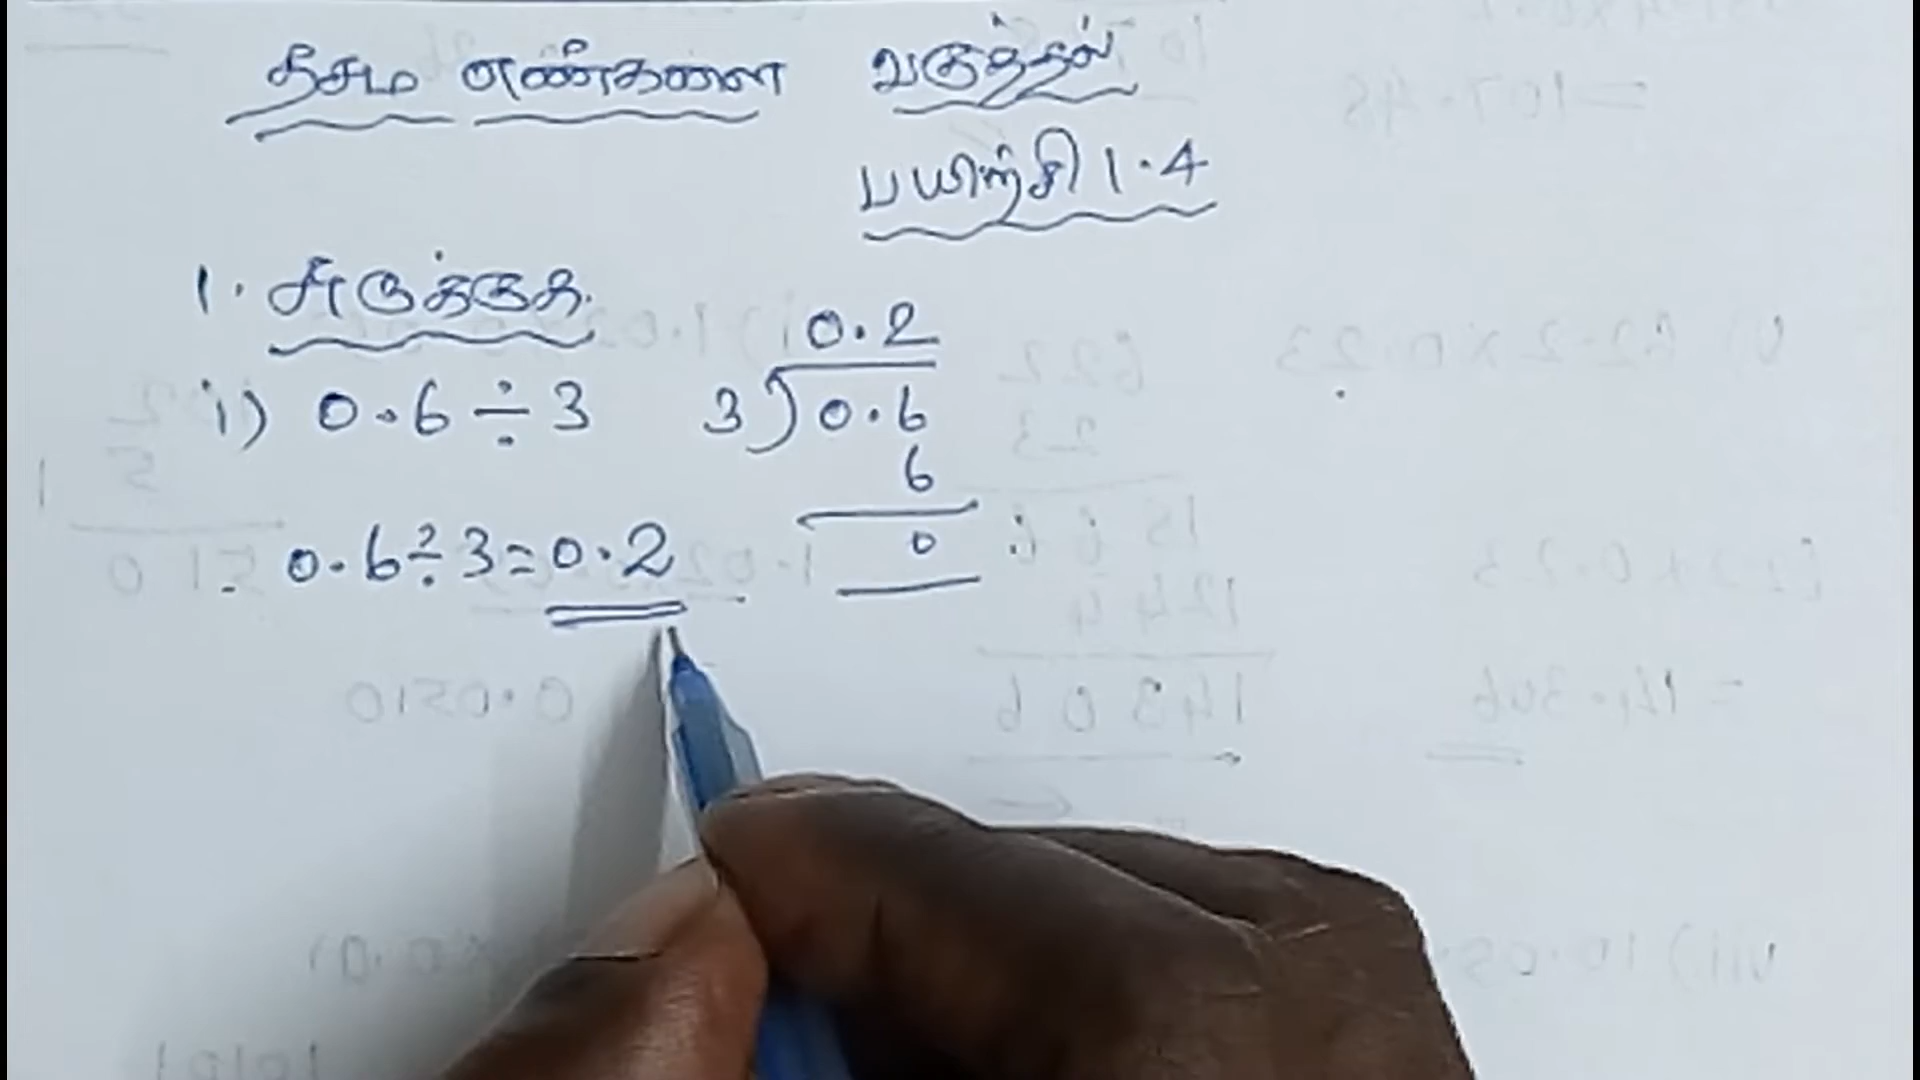 தசம எண்களை வகுத்தல்
பயிற்சி 1.4
1. சுருக்குக.
i) 0.6 ÷ 3
0.2
3) 0.6
6
0
0.6 ÷ 3 = 0.2